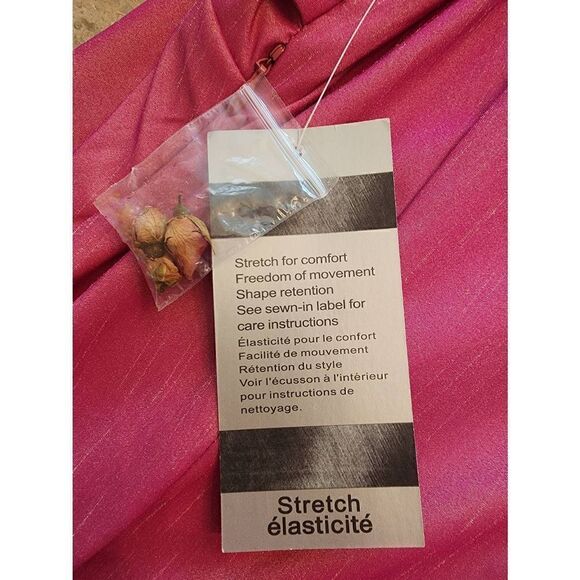 Stretch for comfort
Freedom of movement
Shape retention
See sewn-in label for
care instructions
Élasticité pour le confort
Facilité de mouvement
Rétention du style
Voir l'écusson à l'intérieur
pour instructions de
nettoyage.
Stretch
élasticité